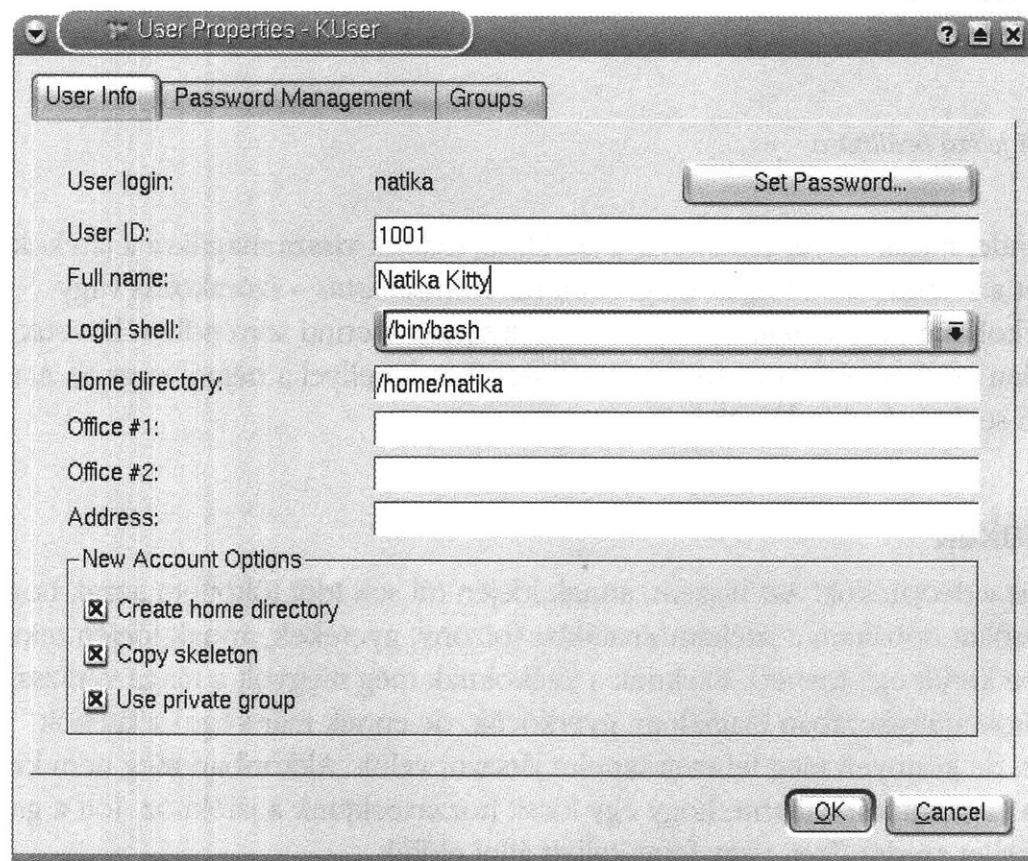 User Properties - KUser
User Info Password Management Groups
User login: natika Set Password...
User ID: 1001
Full name: Natika Kitty
Login shell: /bin/bash
Home directory: /home/natika
Office #1:
Office #2:
Address:
New Account Options
Create home directory
Copy skeleton
Use private group
OK Cancel